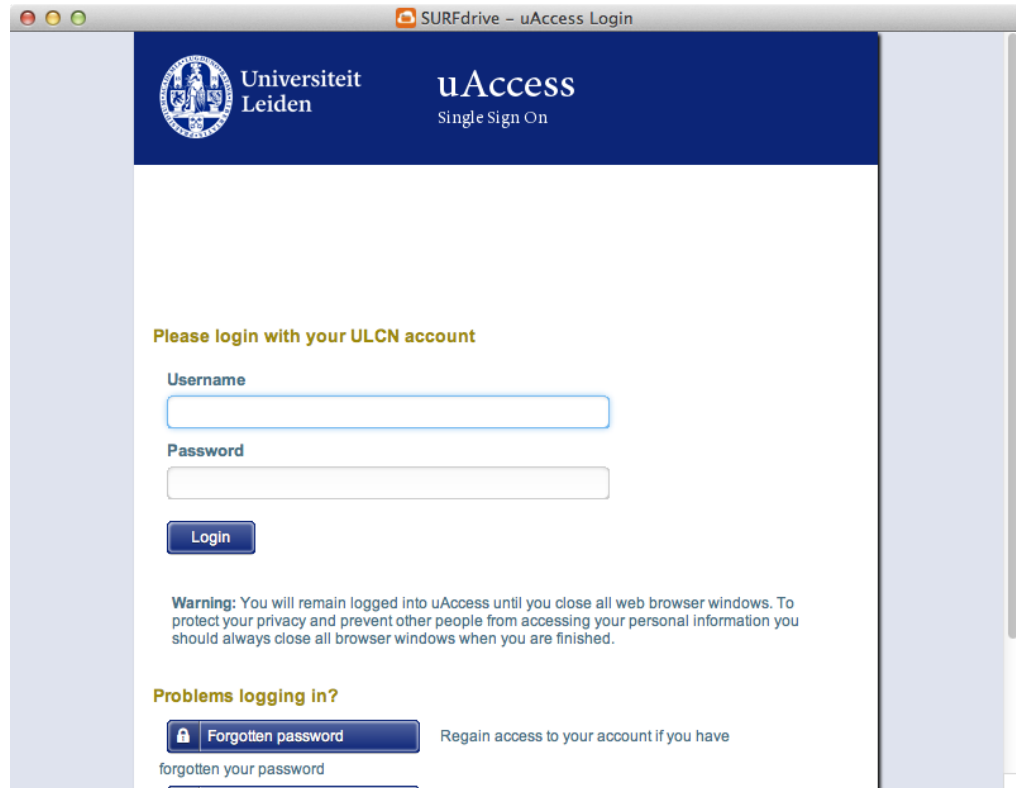 SURFdrive – uAccess Login
Universiteit
Leiden
uAccess
Single Sign On
Please login with your ULCN account
Username
Password
Login
Warning: You will remain logged into uAccess until you close all web browser windows. To
protect your privacy and prevent other people from accessing your personal information you
should always close all browser windows when you are finished.
Problems logging in?
Forgotten password Regain access to your account if you have
forgotten your password